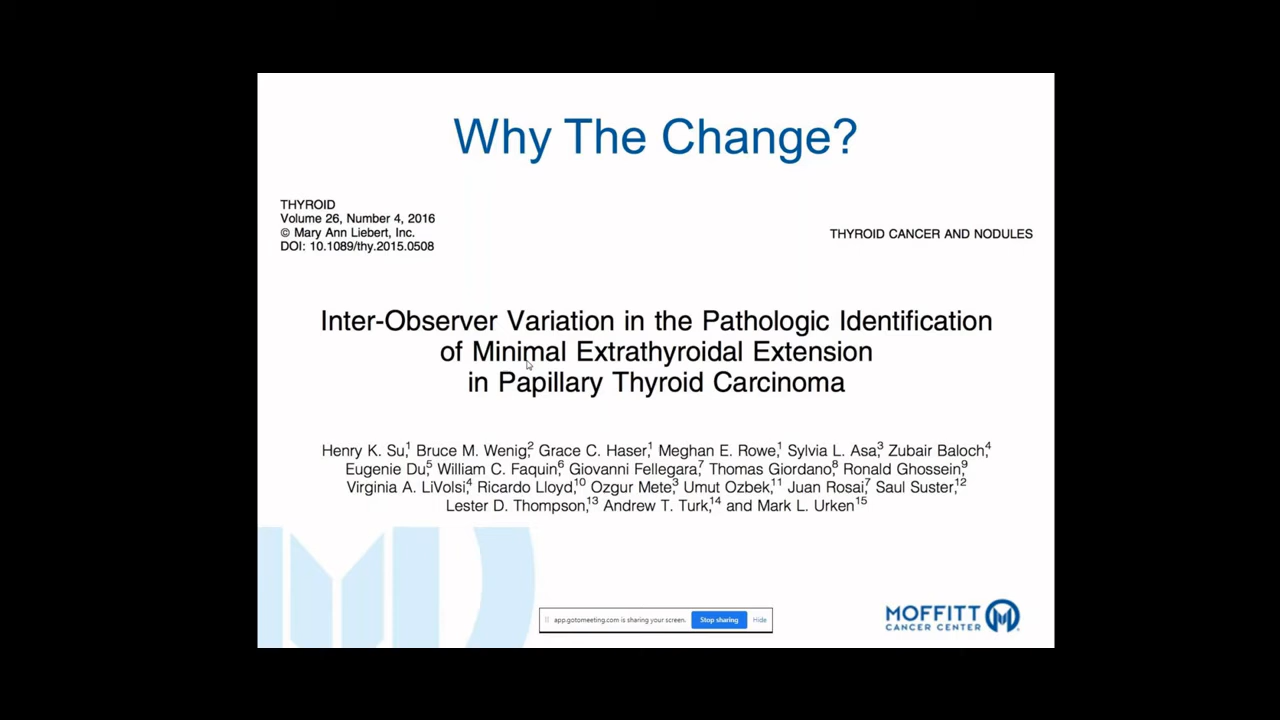 Why The Change?
THYROID
Volume 26, Number 4, 2016
© Mary Ann Liebert, Inc.
DOI: 10.1089/thy.2015.0508
THYROID CANCER AND NODULES
Inter-Observer Variation in the Pathologic Identification
of Minimal Extrathyroidal Extension
in Papillary Thyroid Carcinoma
Henry K. Su,1 Bruce M. Wenig,2 Grace C. Haser,1 Meghan E. Rowe,1 Sylvia L. Asa,3 Zubair Baloch,4
Eugenie Du,5 William C. Faquin,6 Giovanni Fellegara,7 Thomas Giordano,8 Ronald Ghossein,9
Virginia A. LiVolsi,4 Ricardo Lloyd,10 Ozgur Mete,3 Umut Ozbek,11 Juan Rosai,7 Saul Suster,12
Lester D. Thompson,13 Andrew T. Turk,14 and Mark L. Urken15
app.gotomeeting.com is sharing your screen. Stop sharing Hide
MOFFITT
CANCER CENTER